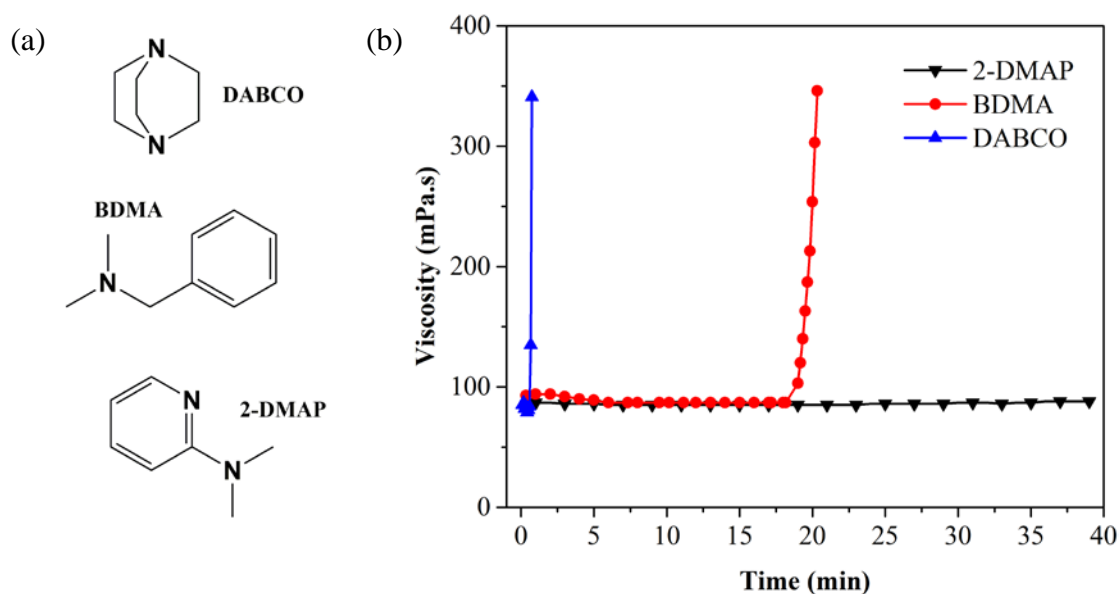 (a)
N
DABCO
N
BDMA
N
N
2-DMAP
N
(b)
400
300
200
100
0
Viscosity (mPa.s)
2-DMAP
BDMA
DABCO
0 5 10 15 20 25 30 35 40
Time (min)